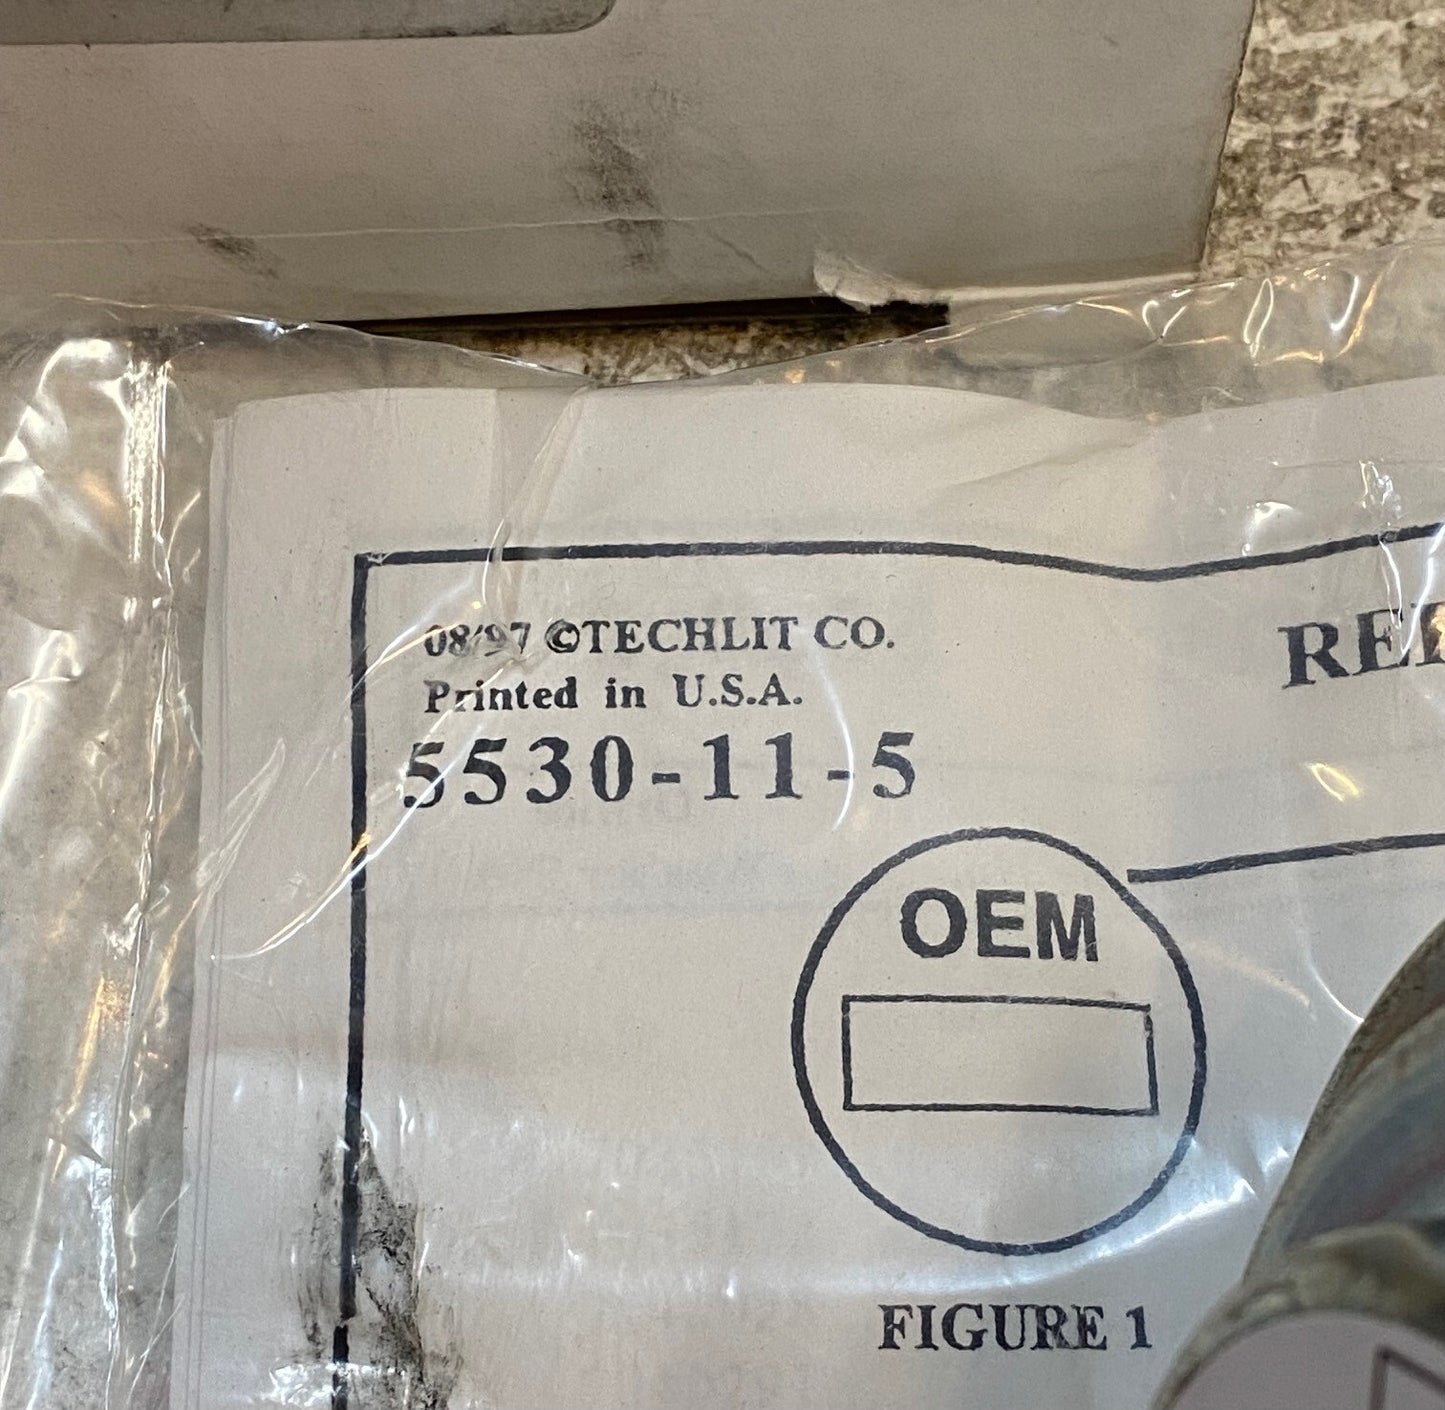 08/97 ©TECHLIT CO.
Printed in U.S.A.
5530-11-5
OEM
FIGURE 1